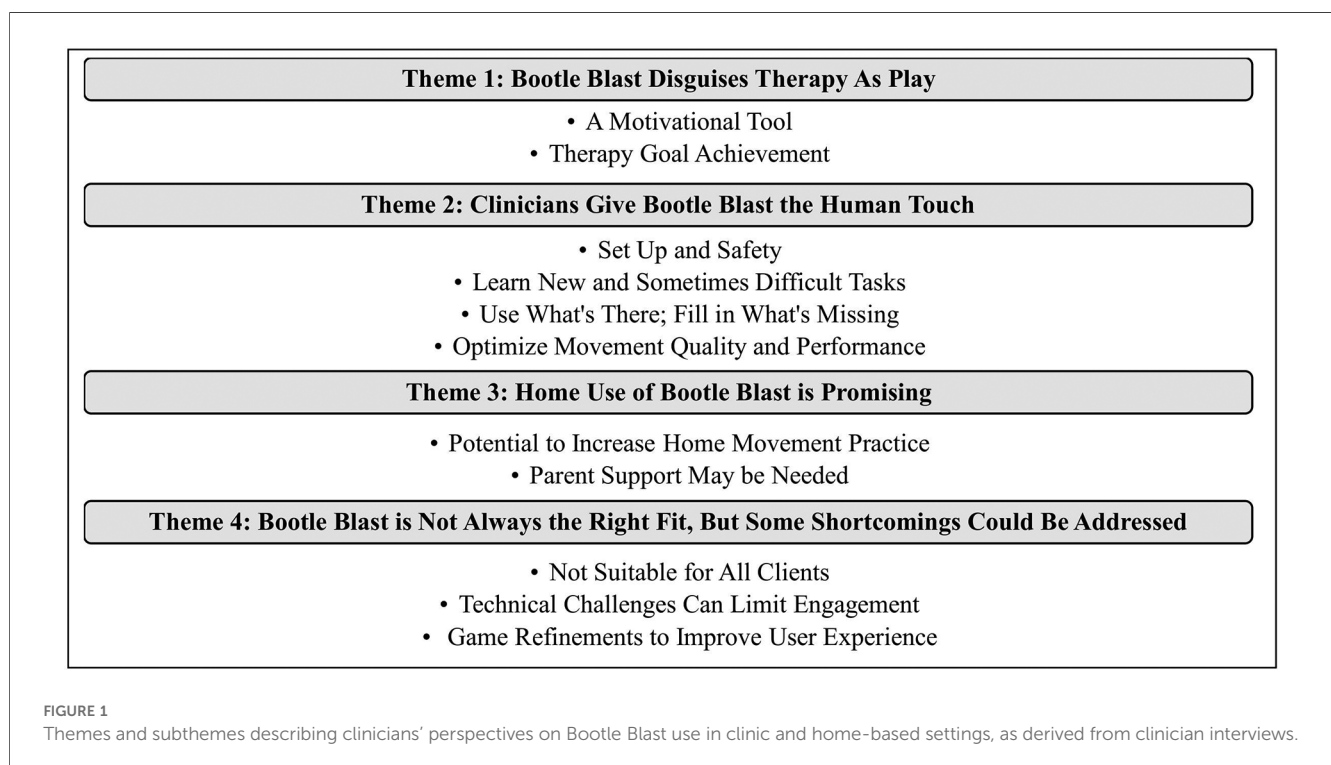 Theme 1: Bootle Blast Disguises Therapy As Play
• A Motivational Tool
• Therapy Goal Achievement
Theme 2: Clinicians Give Bootle Blast the Human Touch
• Set Up and Safety
• Learn New and Sometimes Difficult Tasks
• Use What's There; Fill in What's Missing
• Optimize Movement Quality and Performance
Theme 3: Home Use of Bootle Blast is Promising
• Potential to Increase Home Movement Practice
• Parent Support May be Needed
Theme 4: Bootle Blast is Not Always the Right Fit, But Some Shortcomings Could Be Addressed
• Not Suitable for All Clients
• Technical Challenges Can Limit Engagement
• Game Refinements to Improve User Experience
FIGURE 1
Themes and subthemes describing clinicians’ perspectives on Bootle Blast use in clinic and home-based settings, as derived from clinician interviews.